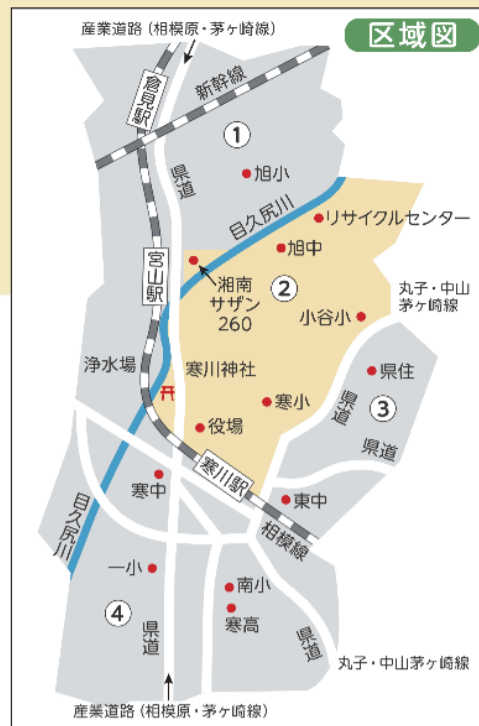 産業道路(相模原・茅ヶ崎線)
区域図
倉見駅
新幹線
①
県道
旭小
目久尻川
リサイクルセンター
旭中
宮山駅
湘南
サザン
260
②
丸子・中山
茅ヶ崎線
小谷小
浄水場
寒川神社
県住
県道
③
寒小
役場
県道
寒川駅
寒中
東中
目久尻川
相模線
一小
南小
④
寒高
県道
県道
丸子・中山茅ヶ崎線
産業道路(相模原・茅ヶ崎線)